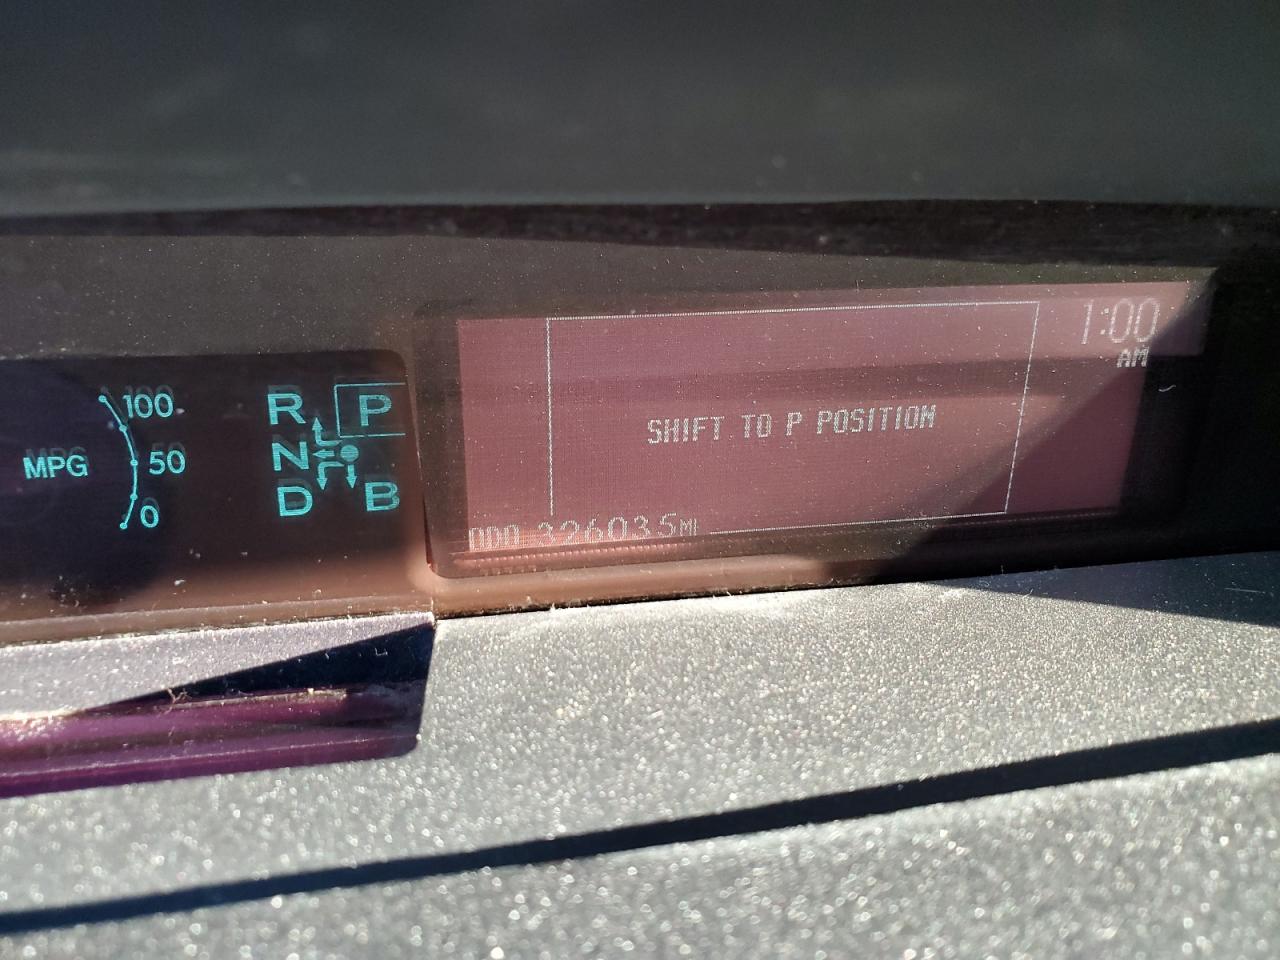 1:00
AM
100
R P
SHIFT TO P POSITION
MPG 50
N
D B
0
ODO 326035MI